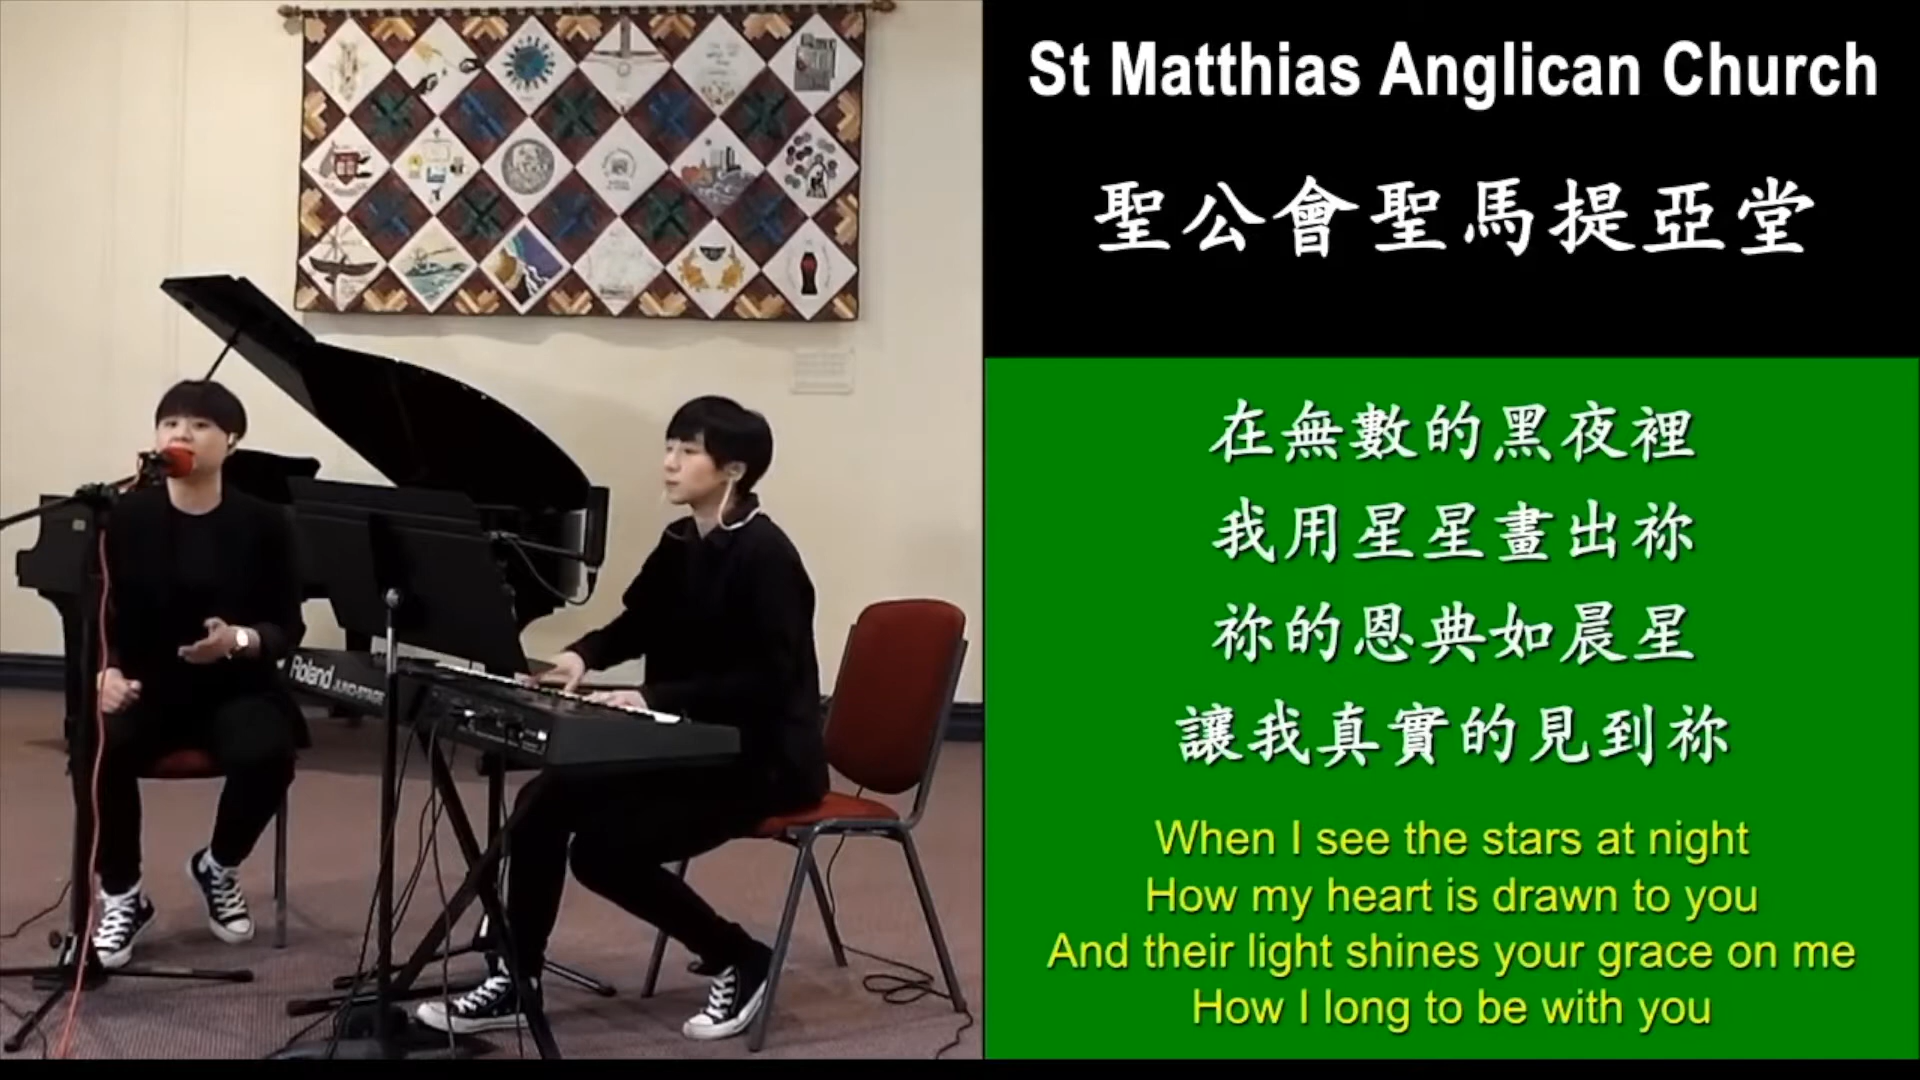 St Matthias Anglican Church
聖公會聖馬提亞堂
在無數的黑夜裡
我用星星畫出祢
祢的恩典如晨星
讓我真實的見到祢
When I see the stars at night
How my heart is drawn to you
And their light shines your grace on me
How I long to be with you
Roland JUNO-STAGE